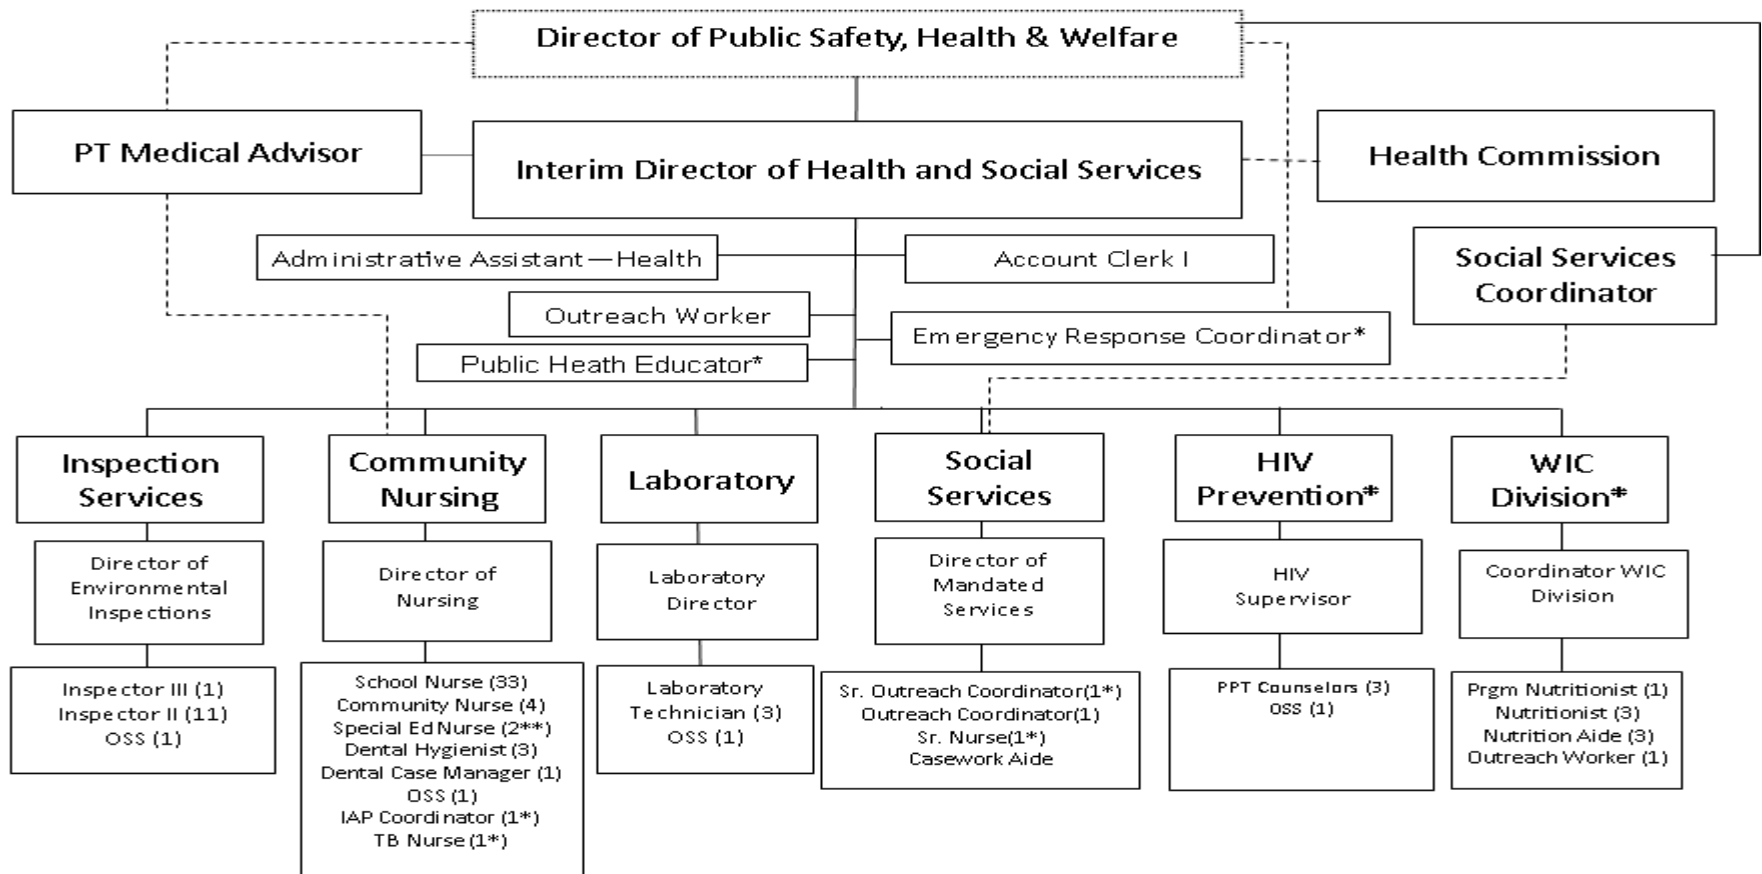 Director of Public Safety, Health & Welfare
PT Medical Advisor
Interim Director of Health and Social Services
Health Commission
Administrative Assistant—Health
Account Clerk I
Social Services
Coordinator
Outreach Worker
Emergency Response Coordinator*
Public Heath Educator*
Inspection
Services
Community
Nursing
Laboratory
Social
Services
HIV
Prevention*
WIC
Division*
Director of
Environmental
Inspections
Director of
Nursing
Laboratory
Director
Director of
Mandated
Services
HIV
Supervisor
Coordinator WIC
Division
Inspector III (1)
Inspector II (11)
OSS (1)
School Nurse (33)
Community Nurse (4)
Special Ed Nurse (2**)
Dental Hygienist (3)
Dental Case Manager (1)
OSS (1)
IAP Coordinator (1*)
TB Nurse (1*)
Laboratory
Technician (3)
OSS (1)
Sr. Outreach Coordinator(1*)
Outreach Coordinator(1)
Sr. Nurse(1*)
Casework Aide
PPT Counselors (3)
OSS (1)
Prgm Nutritionist (1)
Nutritionist (3)
Nutrition Aide (3)
Outreach Worker (1)